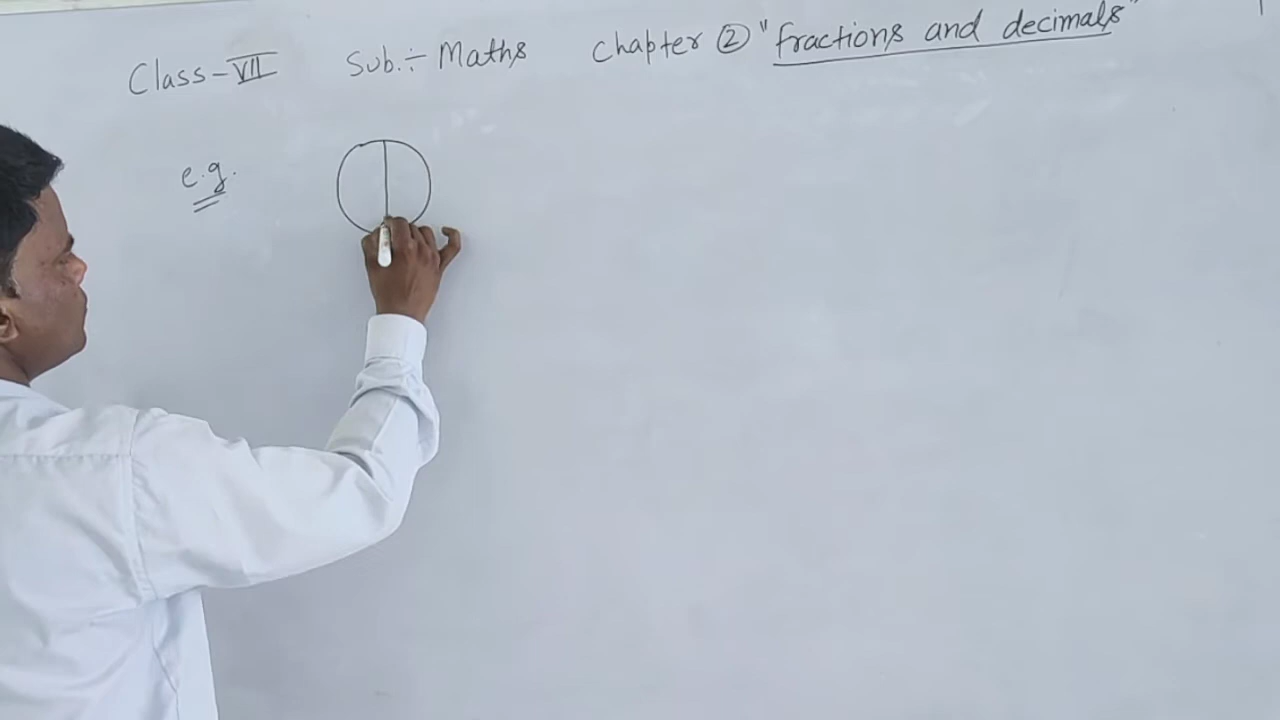 Class-VII Sub.:- Maths Chapter ② "fractions and decimals"
e.g.